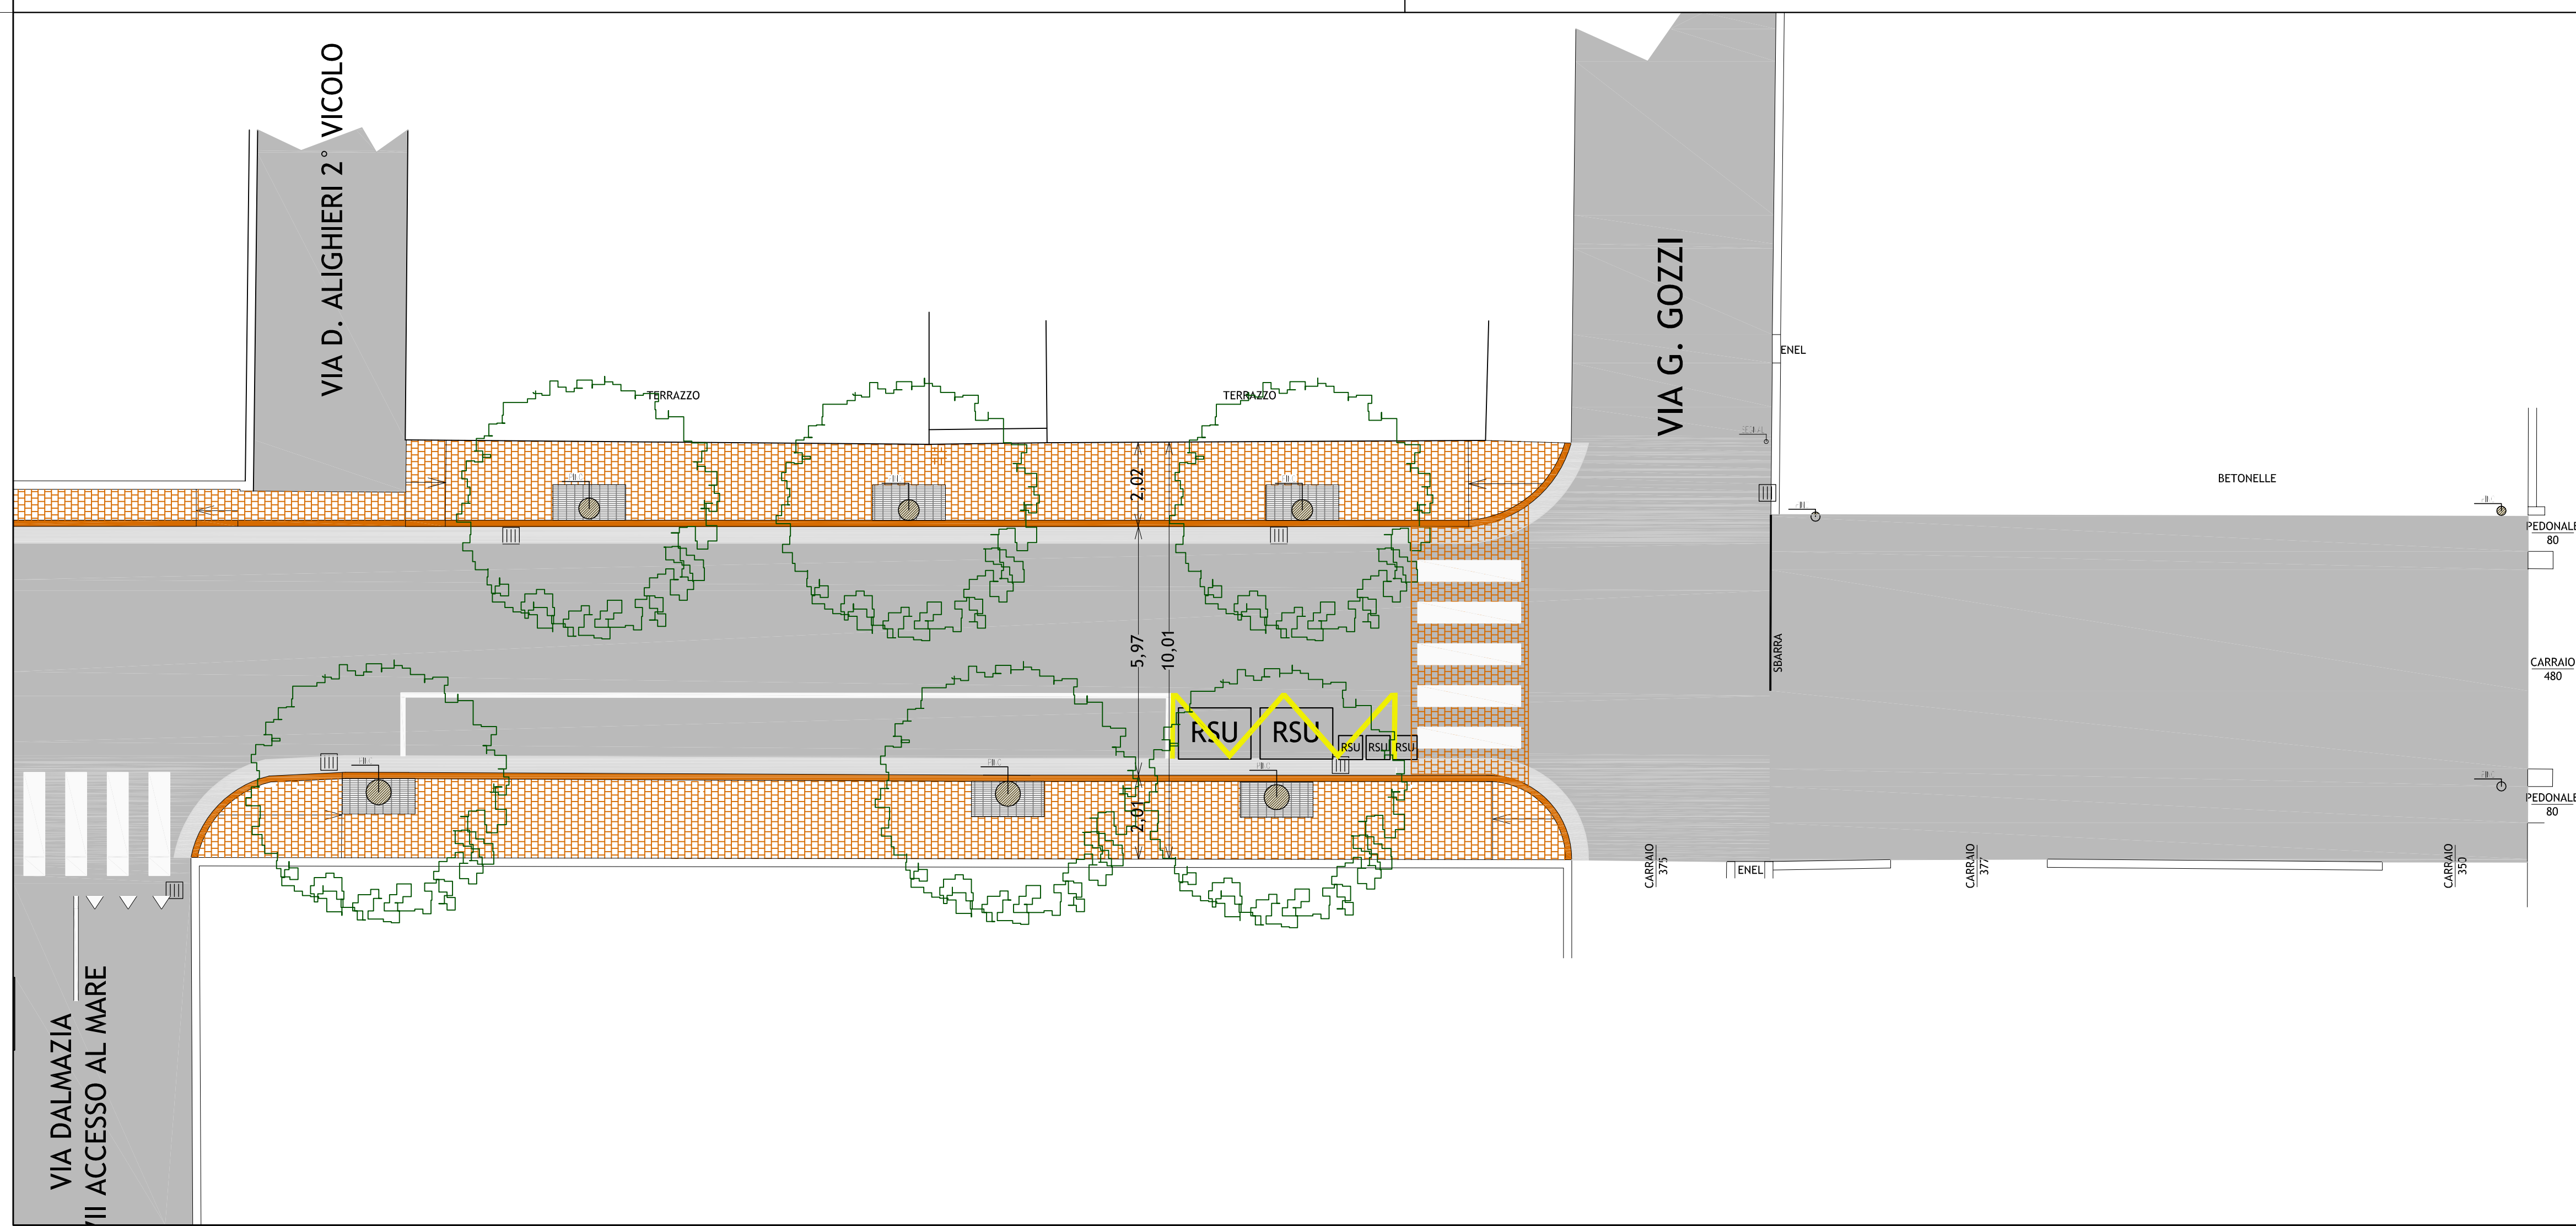 VIA D. ALIGHIERI 2° VICOLO
VIA G. GOZZI
ENEL
TERRAZZO
TERRAZZO
BETONELLE
2,02
PEDONALE
80
5,97
10,01
SBARRA
CARRAIO
480
RSU
RSU
RSU
RSU
RSU
2,01
PEDONALE
80
CARRAIO
375
ENEL
CARRAIO
377
CARRAIO
350
VIA DALMAZIA
VII ACCESSO AL MARE